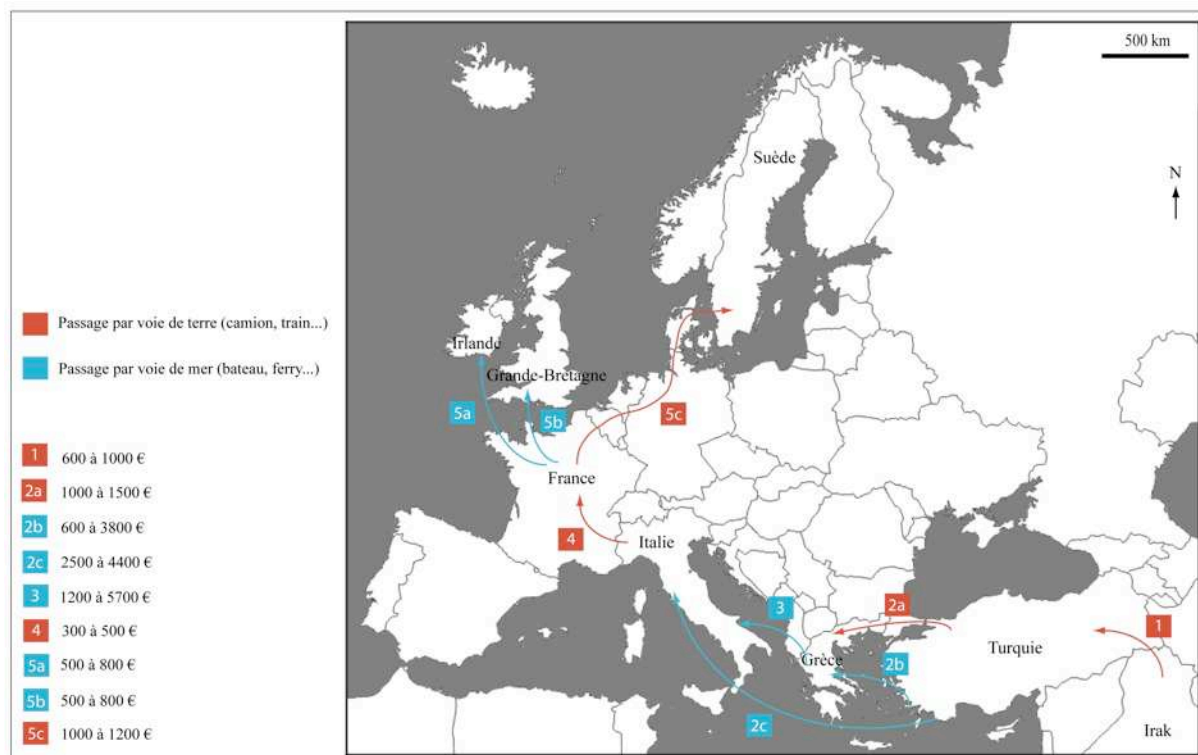 500 km
Suède
N
Passage par voie de terre (camion, train...)
Irlande
Passage par voie de mer (bateau, ferry...)
Grande-Bretagne
5a
5b
5c
1
600 à 1000 €
France
2a
1000 à 1500 €
2b
600 à 3800 €
4
Italie
2c
2500 à 4400 €
3
1200 à 5700 €
3
2a
4
300 à 500 €
1
Turquie
5a
500 à 800 €
Grèce
2b
5b
500 à 800 €
2c
Irak
5c
1000 à 1200 €